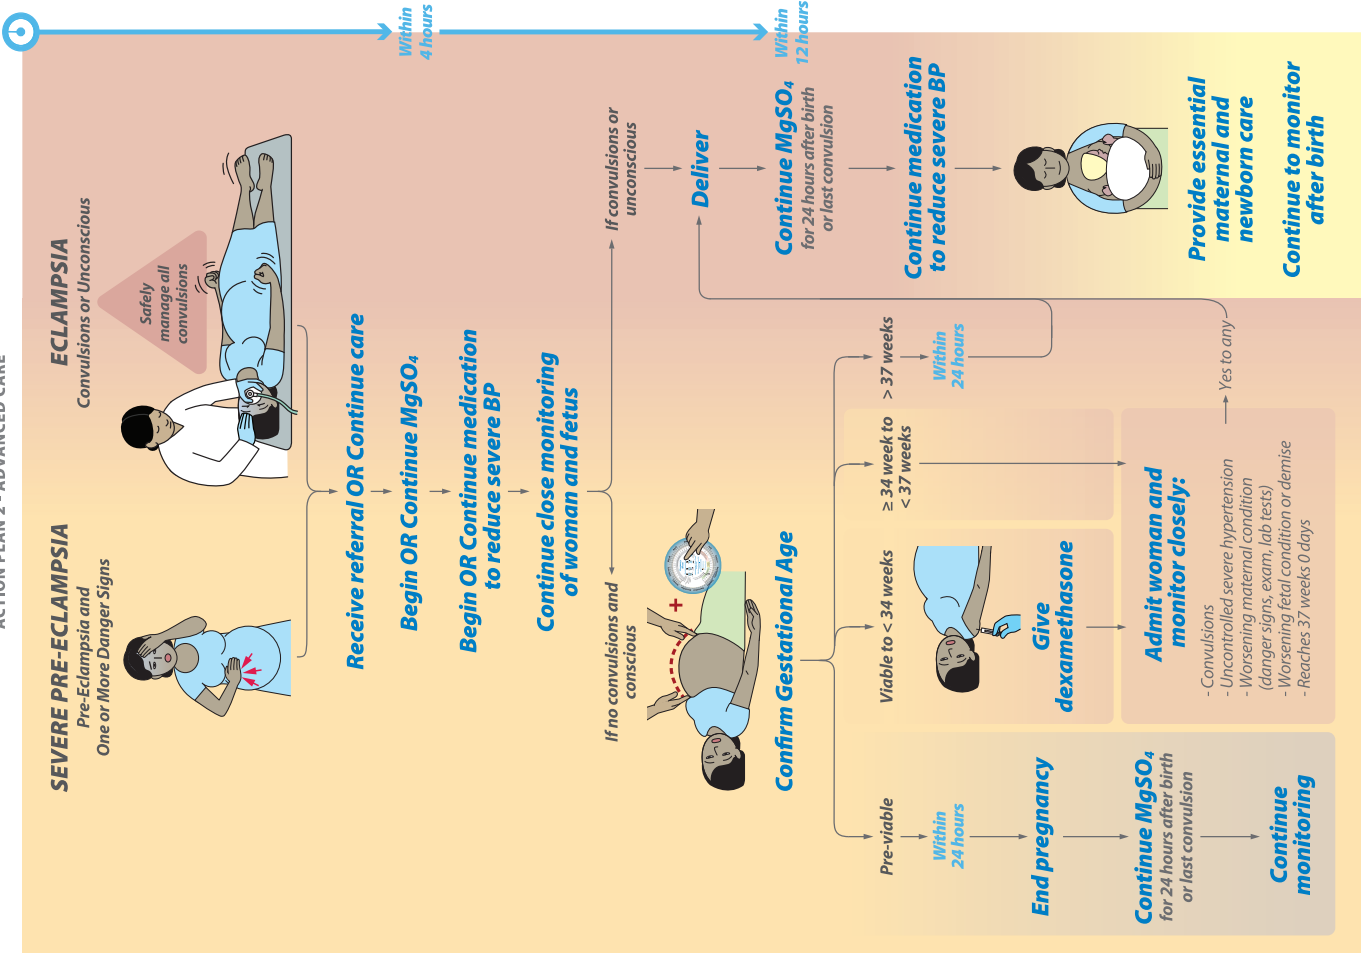 ACTION PLAN 2 - ADVANCED CARE
SEVERE PRE-ECLAMPSIA
Pre-Eclampsia and
One or More Danger Signs
ECLAMPSIA
Convulsions or Unconscious
Safely
manage all
convulsions
Receive referral OR Continue care
Begin OR Continue MgSO₄
Begin OR Continue medication
to reduce severe BP
Continue close monitoring
of woman and fetus
Within
4 hours
If no convulsions and
conscious
If convulsions or
unconscious
+
Confirm Gestational Age
Pre-viable
Within
24 hours
End pregnancy
Continue MgSO₄
for 24 hours after birth
or last convulsion
Continue
monitoring
Viable to < 34 weeks
Give
dexamethasone
≥ 34 week to
< 37 weeks
> 37 weeks
Within
24 hours
Admit woman and
monitor closely:
- Convulsions
- Uncontrolled severe hypertension
- Worsening maternal condition
(danger signs, exam, lab tests)
- Worsening fetal condition or demise
- Reaches 37 weeks 0 days
Yes to any
Deliver
Within
12 hours
Continue MgSO₄
for 24 hours after birth
or last convulsion
Continue medication
to reduce severe BP
Provide essential
maternal and
newborn care
Continue to monitor
after birth